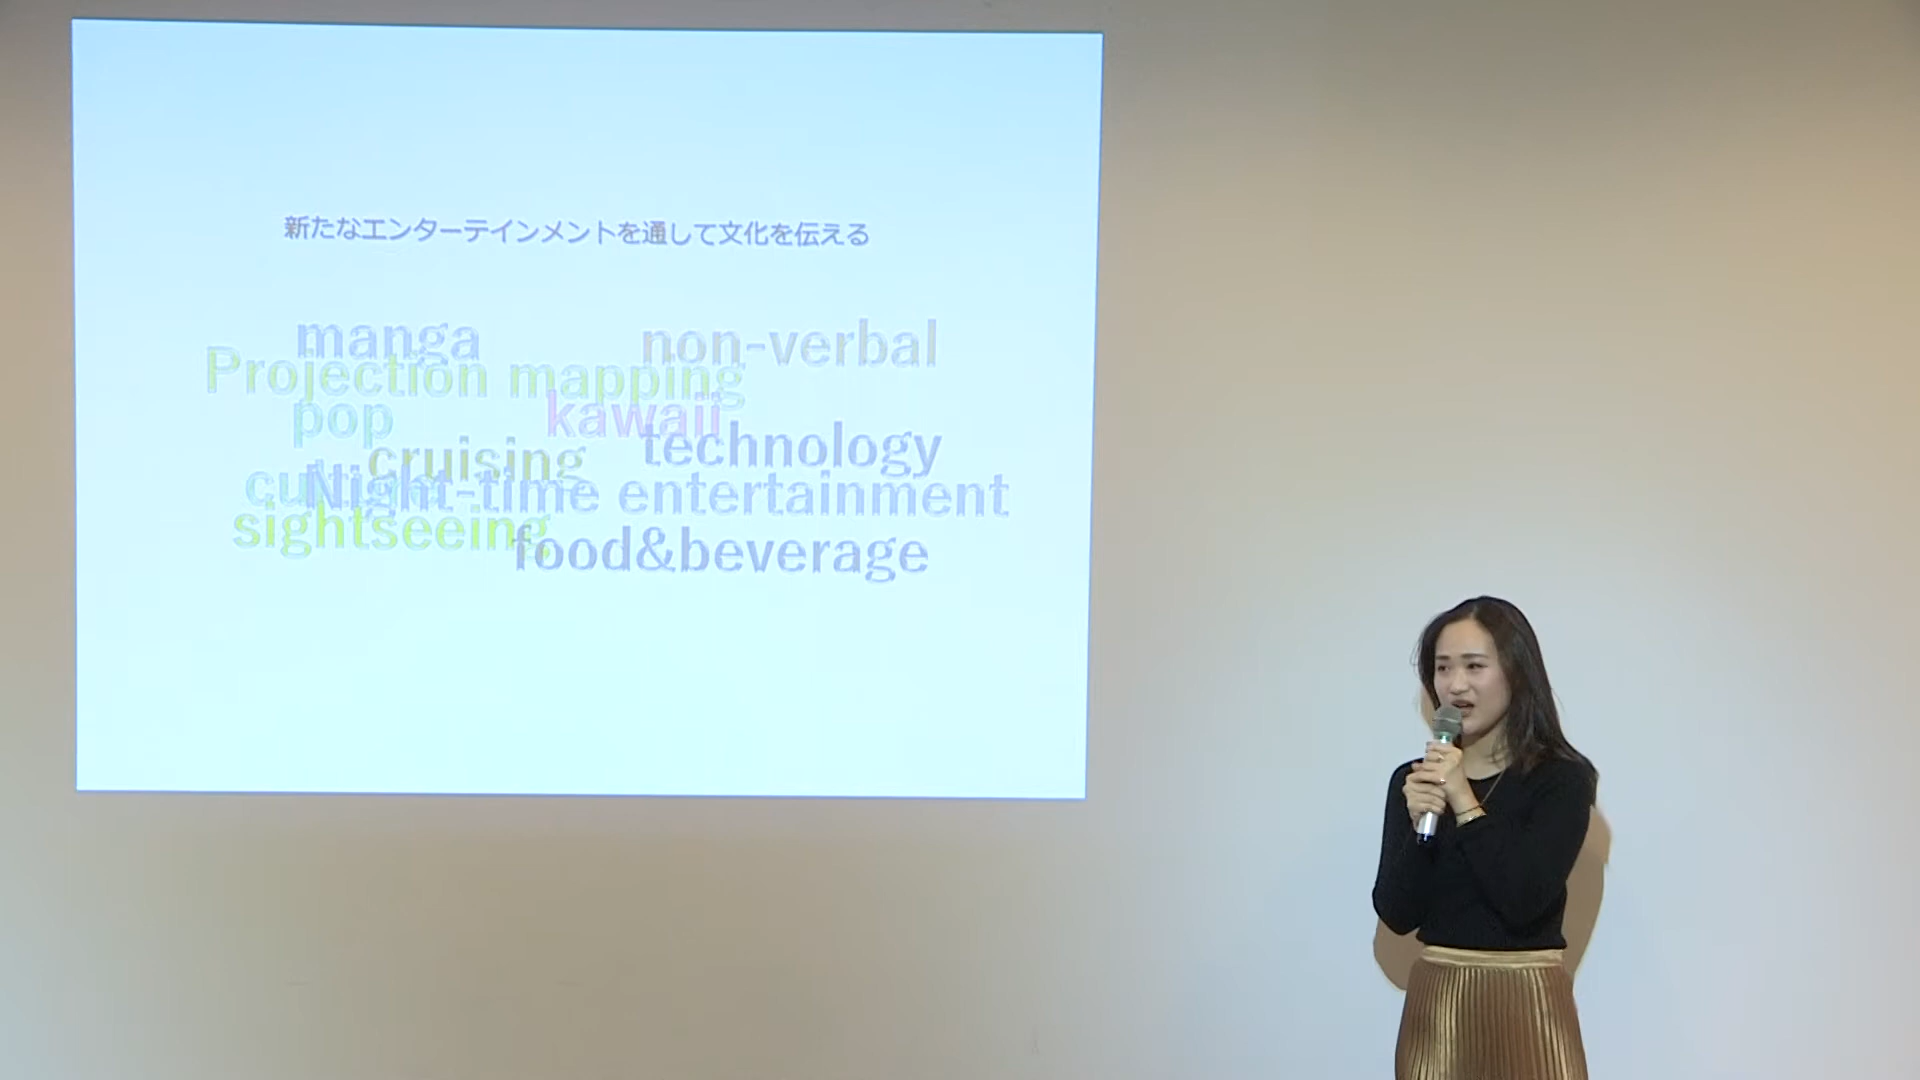 新たなエンターテインメントを通して文化を伝える
manga
non-verbal
Projection mapping
pop
kawaii
technology
cruising
Night-time entertainment
sightseeing
food&beverage